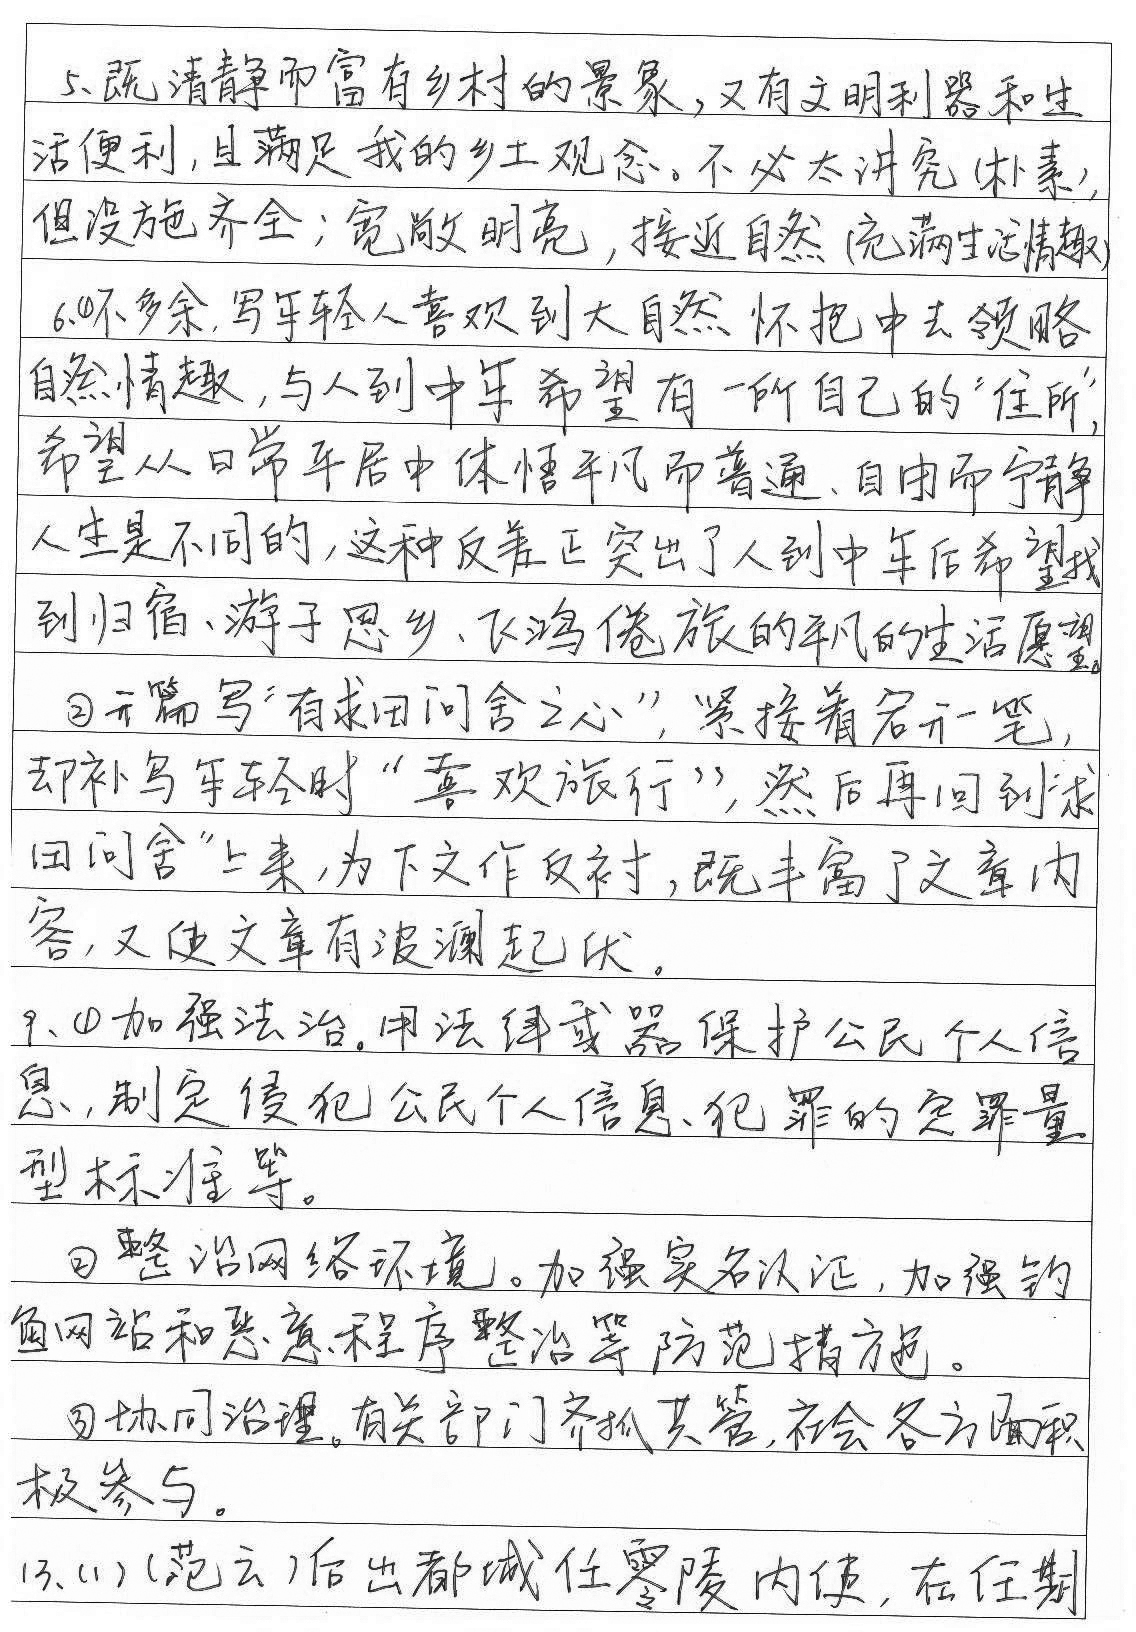 5、既清静而富有乡村的景象，又有文明利器和生
活便利，且满足我的乡土观念。不必太讲究（朴素），
但设施齐全；宽敞明亮，接近自然（充满生活情趣）
6、①不多余，写年轻人喜欢到大自然怀抱中去领略
自然情趣，与人到中年希望有一所自己的“住所”，
希望从日常平居中体悟平凡而普通、自由而宁静
人生是不同的，这种反差正突出了人到中年后希望找
到归宿、游子思乡、飞鸿倦旅的平凡的生活愿望。
②开篇写“有求田问舍之心”，紧接着宕开一笔，
却补写年轻时“喜欢旅行”，然后再回到“求
田问舍”上来，为下文作反衬，既丰富了文章内
容，又使文章有波澜起伏。
9、①加强法治。用法律武器保护公民个人信
息，制定侵犯公民个人信息犯罪的定罪量
型标准等。
②整治网络环境。加强实名认证，加强钓
鱼网站和恶意程序整治等防范措施。
③协同治理。有关部门齐抓共管，社会各方面积
极参与。
13、（1）（范云）后出都城任零陵内使，在任期